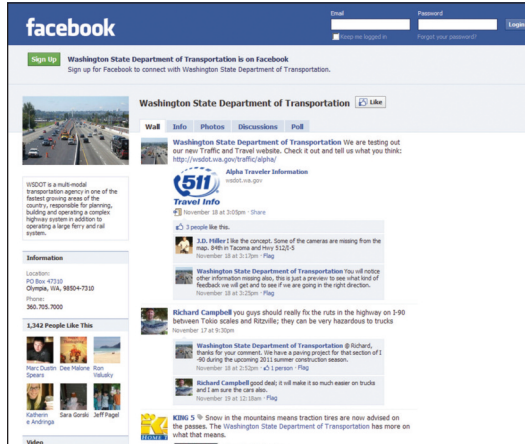 facebook
Email
Password
Login
Keep me logged in
Forgot your password?
Sign Up
Washington State Department of Transportation is on Facebook
Sign up for Facebook to connect with Washington State Department of Transportation.
Washington State Department of Transportation
Like
Wall Info Photos Discussions Poll
Washington State Department of Transportation We are testing out
our new Traffic and Travel website. Check it out and tell us what you think:
http://wsdot.wa.gov/traffic/alpha/
511
Travel Info
Alpha Traveler Information
wsdot.wa.gov
November 18 at 3:05pm · Share
3 people like this.
J.D. Miller I like the concept. Some of the cameras are missing from the
map. 84th in Tacoma and Hwy 512/I-5
November 18 at 3:17pm · Flag
Washington State Department of Transportation You will notice
other information missing also, this is just a preview to see what kind of
feedback we will get and to see if we are going in the right direction.
November 18 at 3:25pm · Flag
Richard Campbell you guys should really fix the ruts in the highway on I-90
between Tokio scales and Ritzville; they can be very hazardous to trucks
November 17 at 9:30pm
Washington State Department of Transportation @ Richard,
thanks for your comment. We have a paving project for that section of I
-90 during the upcoming 2011 summer construction season.
November 18 at 2:52pm · 1 person · Flag
Richard Campbell good deal; it will make it so much easier on trucks
and I am sure the cars also.
November 19 at 12:18am · Flag
KING 5 Snow in the mountains means traction tires are now advised on
the passes. The Washington State Department of Transportation has more on
what that means.
KING 5
HOME T
WSDOT is a multi-modal
transportation agency in one of the
fastest growing areas of the
country, responsible for planning,
building and operating a complex
highway system in addition to
operating a large ferry and rail
system.
Information
Location:
PO Box 47310
Olympia, WA, 98504-7310
Phone:
360.705.7000
1,342 People Like This
Marc Dustin
Spears
Dee Malone
Ron
Valusky
Katherin
e Andringa
Sara Gorski
Jeff Pagel
Video